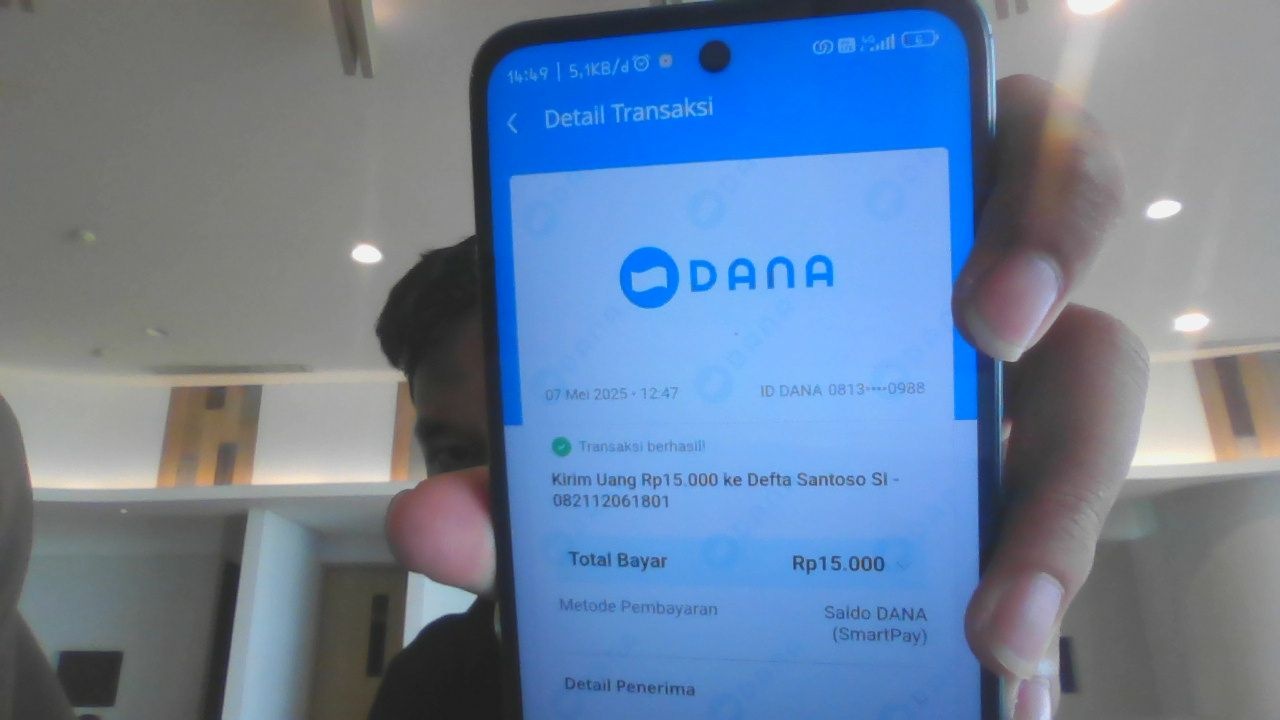 14:49 | 5,1KB/d
Detail Transaksi
DANA
07 Mei 2025 • 12:47 ID DANA 0813••••0988
Transaksi berhasil!
Kirim Uang Rp15.000 ke Defta Santoso SI -
082112061801
Total Bayar Rp15.000
Metode Pembayaran Saldo DANA
(SmartPay)
Detail Penerima